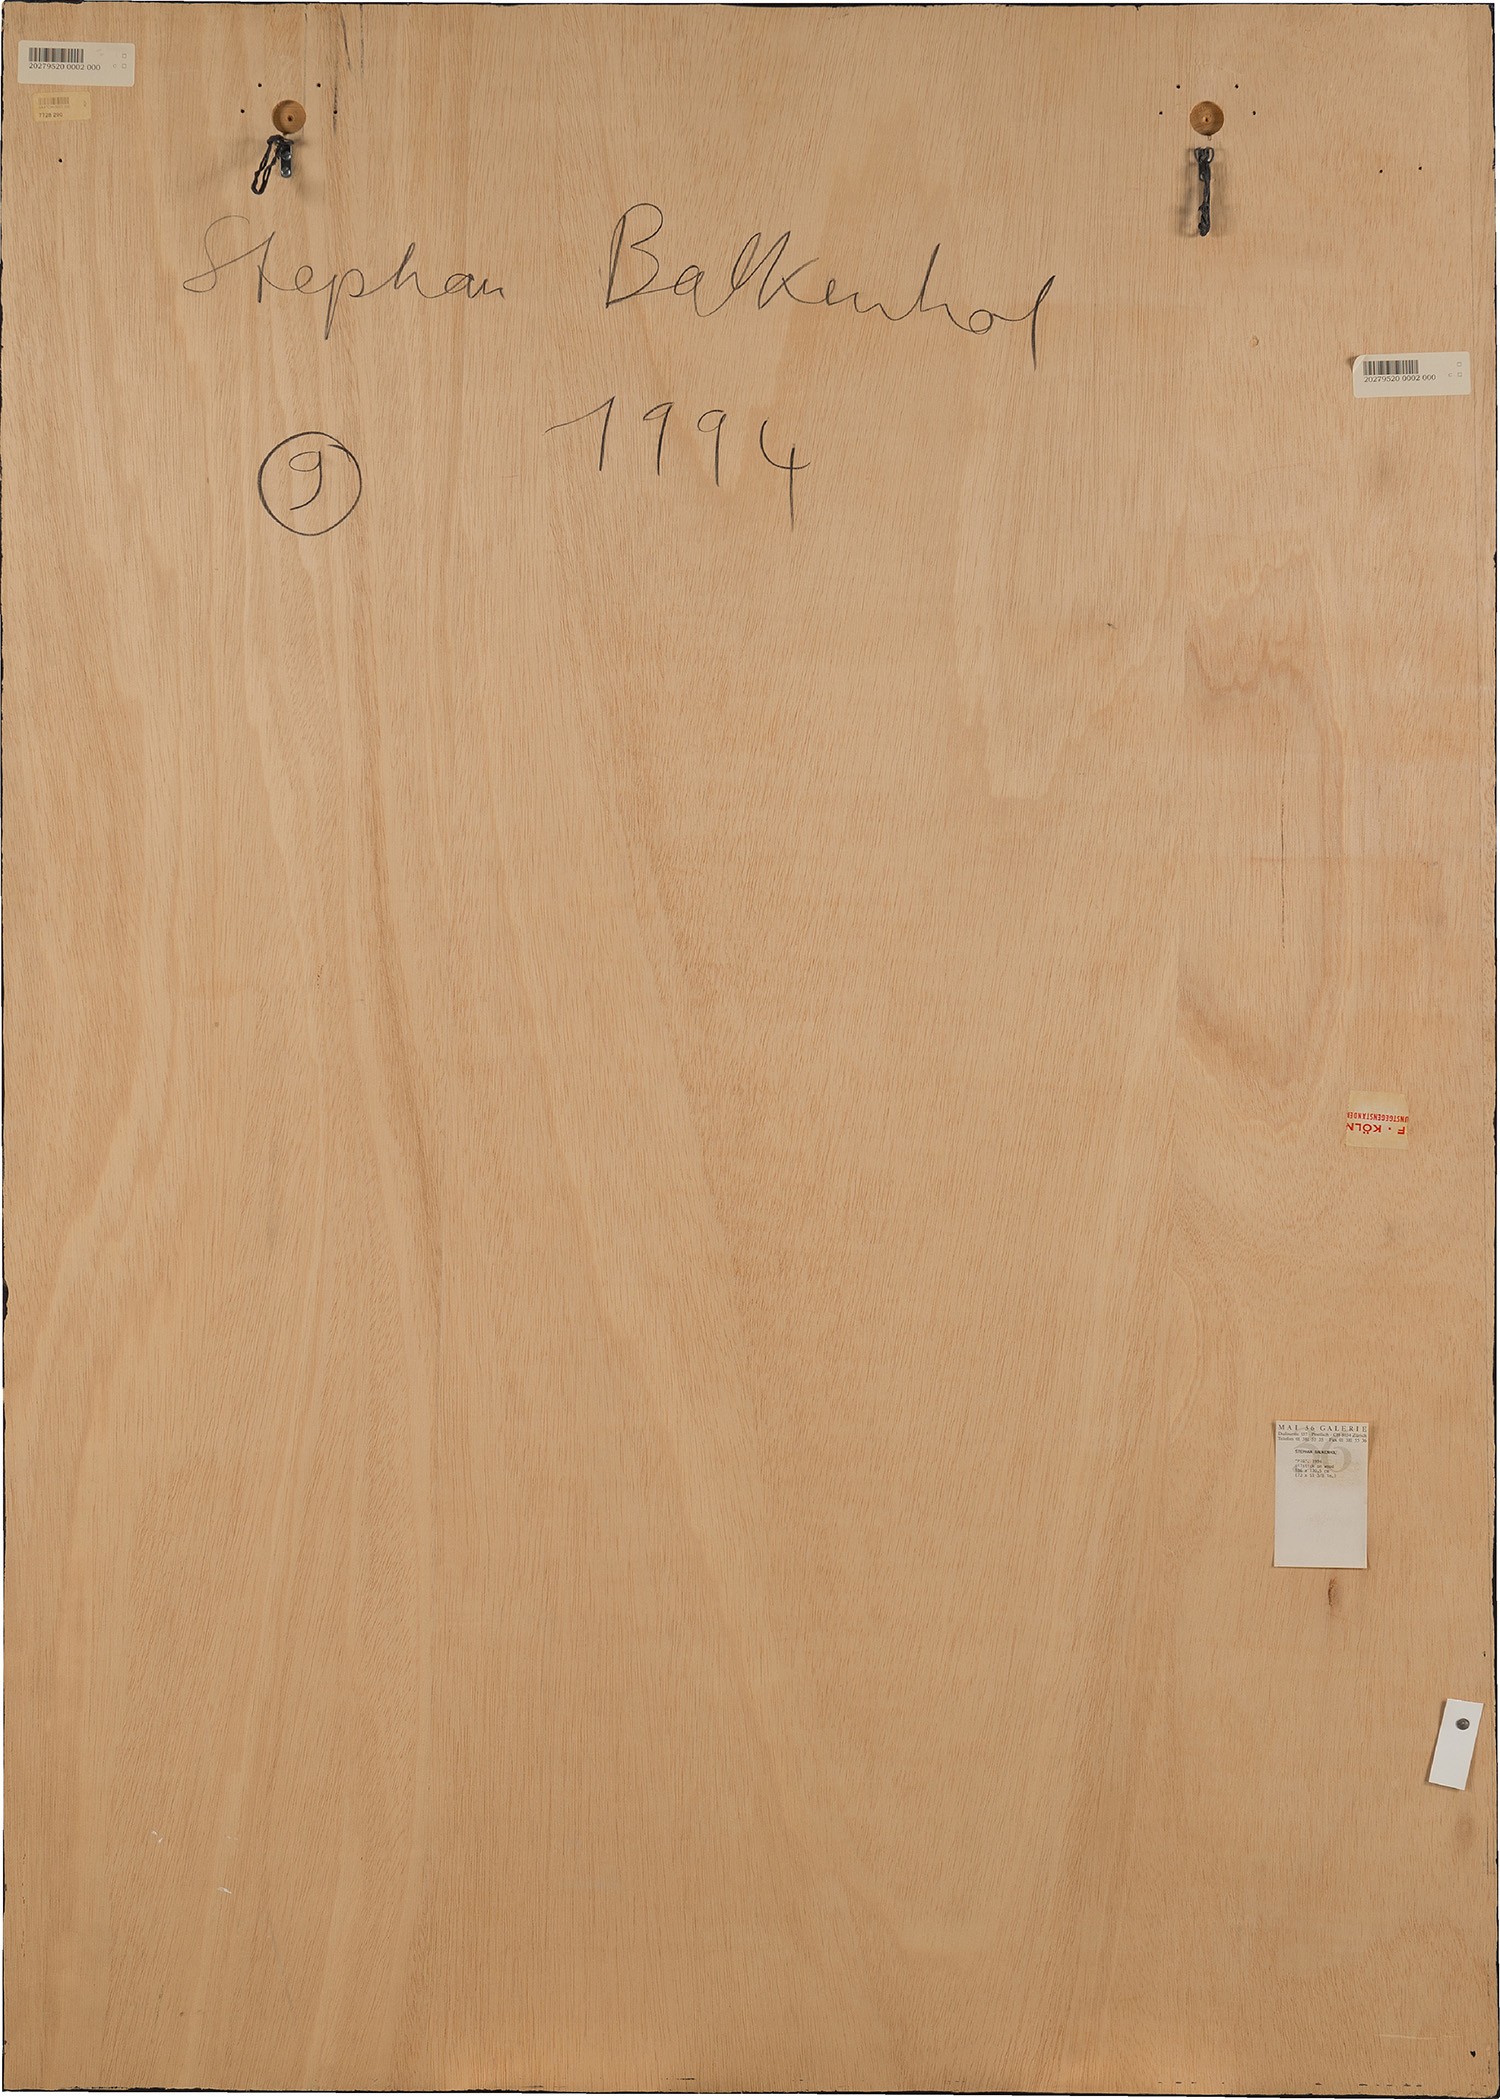 20279520 0002 000
Stephan Balkenhol
20279520 0002 000
1994
9
F · KÖLN
UNSTGEGENSTÄNDE
MAI 36 GALERIE
STEPHAN BALKENHOL